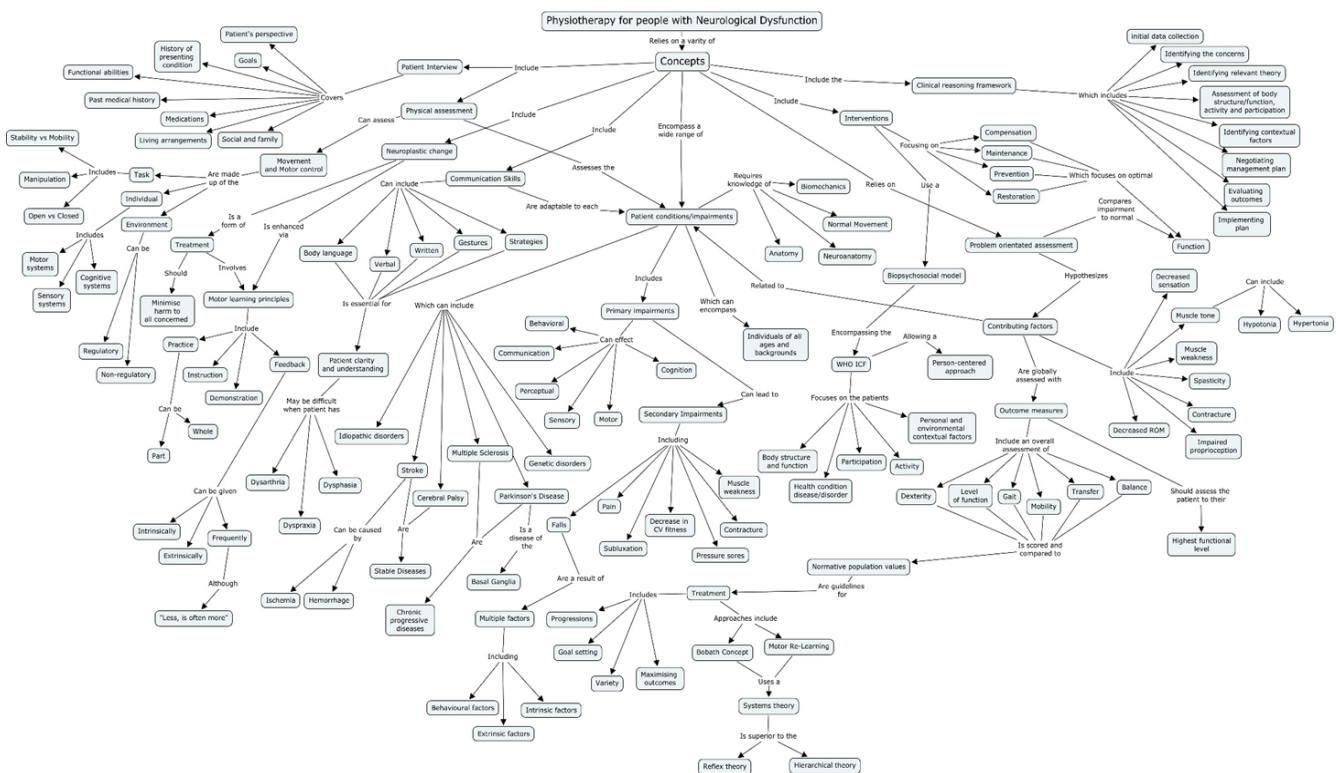 Physiotherapy for people with Neurological Dysfunction
Relies on a varity of
Concepts
Include
Patient Interview
Covers
Patient's perspective
History of
presenting
condition
Goals
Functional abilities
Past medical history
Medications
Living arrangements
Social and family
Include
Physical assessment
Can assess
Movement
and Motor control
Are made
up of the
Task
Includes
Stability vs Mobility
Manipulation
Open vs Closed
Individual
Includes
Motor
systems
Sensory
systems
Cognitive
systems
Environment
Can be
Regulatory
Non-regulatory
Assesses the
Include
Neuroplastic change
Is a
form of
Treatment
Should
Minimise
harm to
all concerned
Involves
Is enhanced
via
Motor learning principles
Include
Practice
Can be
Part
Whole
Instruction
Demonstration
Feedback
Can be given
Intrinsically
Extrinsically
Frequently
Although
"Less, is often more"
Include
Communication Skills
Are adaptable to each
Can include
Body language
Verbal
Written
Gestures
Strategies
Is essential for
Patient clarity
and understanding
May be difficult
when patient has
Dysarthria
Dyspraxia
Dysphasia
Encompass a
wide range of
Patient conditions/impairments
Requires
knowledge of
Biomechanics
Normal Movement
Neuroanatomy
Anatomy
Which can include
Idiopathic disorders
Stroke
Can be caused
by
Ischemia
Hemorrhage
Cerebral Palsy
Are
Stable Diseases
Multiple Sclerosis
Parkinson's Disease
Are
Chronic
progressive
diseases
Is a
disease of
the
Basal Ganglia
Genetic disorders
Includes
Primary impairments
Can effect
Behavioral
Communication
Perceptual
Sensory
Motor
Cognition
Can lead to
Secondary Impairments
Including
Pain
Subluxation
Decrease in
CV fitness
Pressure sores
Contracture
Muscle
weakness
Falls
Are a result of
Multiple factors
Including
Behavioural factors
Extrinsic factors
Intrinsic factors
Which can
encompass
Individuals of all
ages and
backgrounds
Include
Interventions
Focusing on
Compensation
Maintenance
Prevention
Restoration
Which focuses on optimal
Function
Use a
Biopsychosocial model
Encompassing the
WHO ICF
Allowing a
Person-centered
approach
Focuses on the patients
Body structure
and function
Health condition
disease/disorder
Participation
Activity
Personal and
environmental
contextual factors
Relies on
Problem orientated assessment
Compares
impairment
to normal
Hypothesizes
Contributing factors
Related to
Include
Decreased
sensation
Muscle tone
Can include
Hypotonia
Hypertonia
Muscle
weakness
Spasticity
Contracture
Impaired
proprioception
Decreased ROM
Are globally
assessed with
Outcome measures
Include an overall
assessment of
Dexterity
Level
of function
Gait
Mobility
Transfer
Balance
Is scored and
compared to
Should assess the
patient to their
Highest functional
level
Normative population values
Are guidelines
for
Treatment
Includes
Progressions
Goal setting
Variety
Maximising
outcomes
Approaches include
Bobath Concept
Motor Re-Learning
Uses a
Systems theory
Is superior to the
Reflex theory
Hierarchical theory
Include the
Clinical reasoning framework
Which includes
initial data collection
Identifying the concerns
Identifying relevant theory
Assessment of body
structure/function,
activity and participation
Identifying contextual
factors
Negotiating
management plan
Evaluating
outcomes
Implementing
plan